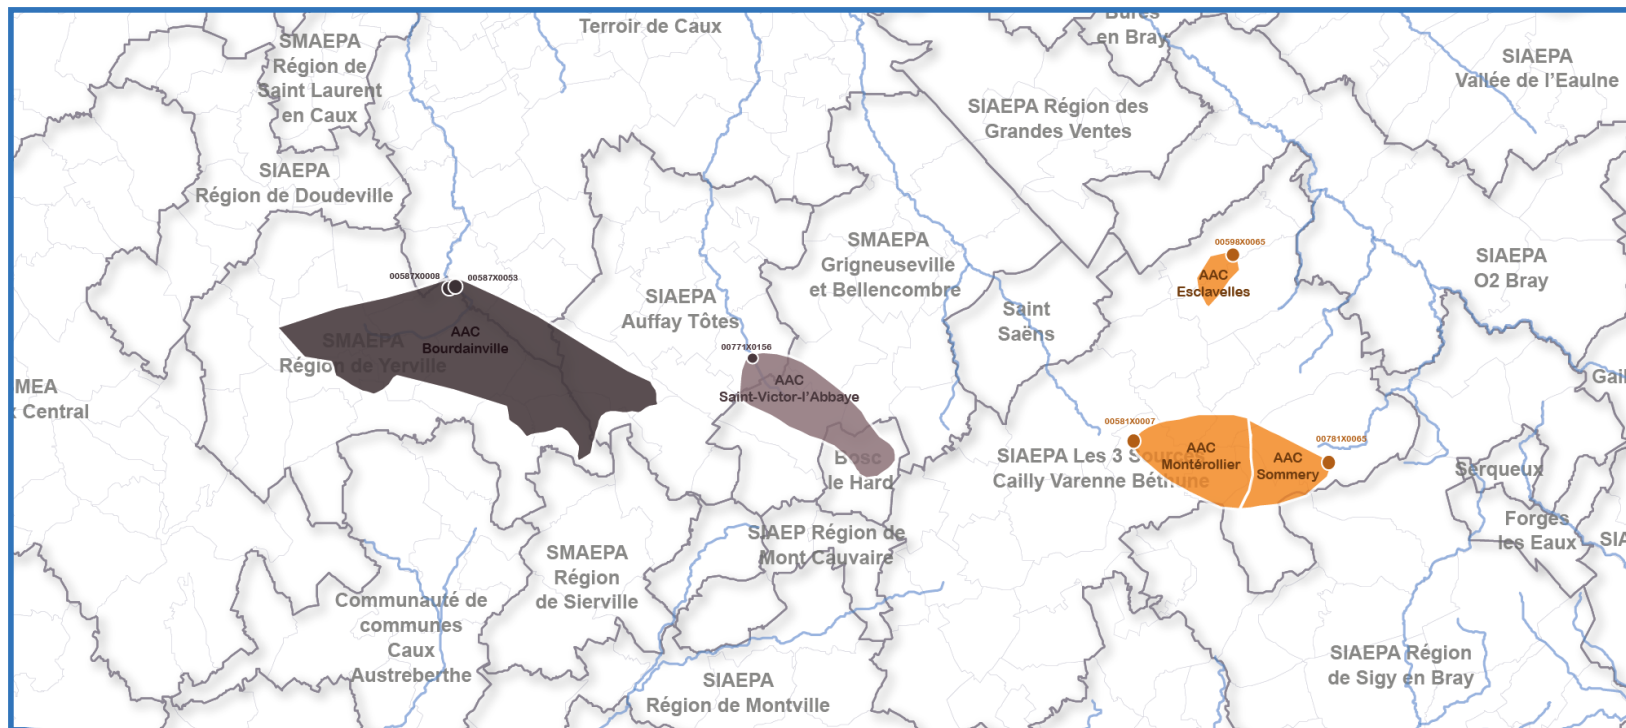 Terroir de Caux
Bures
en Bray
SMAEPA
Région de
Saint Laurent
en Caux
SIAEPA
Vallée de l'Eaulne
SIAEPA Région des
Grandes Ventes
SIAEPA
Région de Doudeville
SMAEPA
Grigneuseville
et Bellencombre
00598X0065
AAC
Esclavelles
SIAEPA
O2 Bray
00587X0008
00587X0053
SIAEPA
Auffay Tôtes
Saint
Saëns
AAC
Bourdainville
SMAEPA
Région de Yerville
00771X0156
AAC
Saint-Victor-l'Abbaye
MEA
x Central
Gail
00581X0007
00781X0065
AAC
Montérollier
AAC
Sommery
SIAEPA Les 3 Sources
Cailly Varenne Béthune
Bosc
le Hard
Serqueux
Forges
les Eaux
SIA
SIAEP Région de
Mont Cauvaire
SMAEPA
Région
de Sierville
Communauté de
communes
Caux
Austreberthe
SIAEPA
Région de Montville
SIAEPA Région
de Sigy en Bray